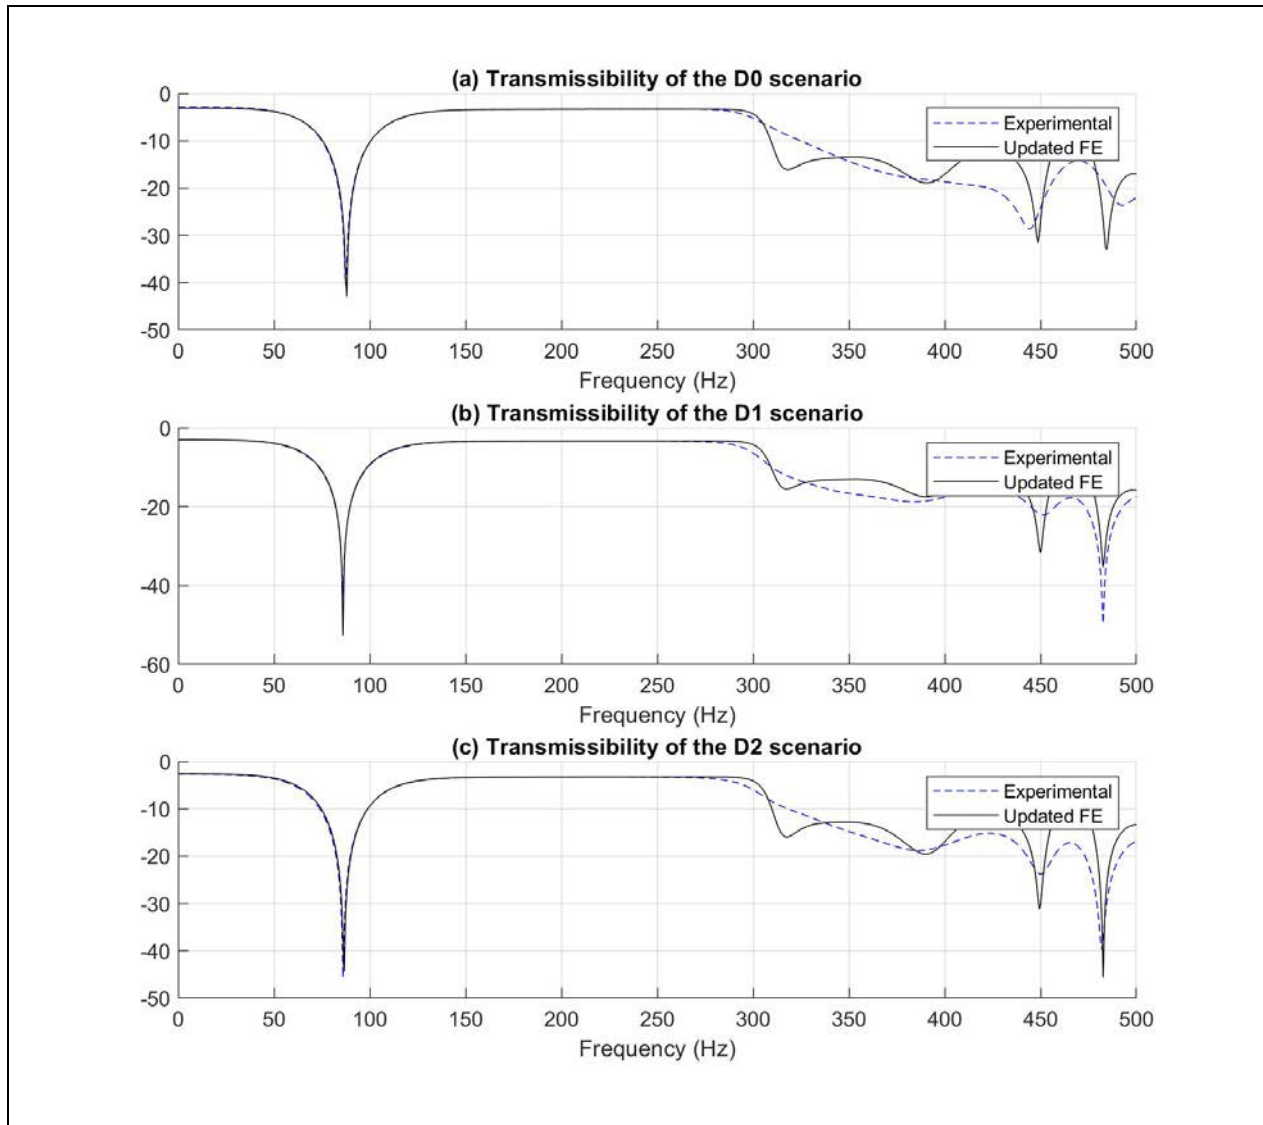 (a) Transmissibility of the D0 scenario
0
-10
-20
-30
-40
-50
Experimental
Updated FE
0 50 100 150 200 250 300 350 400 450 500
Frequency (Hz)
(b) Transmissibility of the D1 scenario
0
-20
-40
-60
Experimental
Updated FE
0 50 100 150 200 250 300 350 400 450 500
Frequency (Hz)
(c) Transmissibility of the D2 scenario
0
-10
-20
-30
-40
-50
Experimental
Updated FE
0 50 100 150 200 250 300 350 400 450 500
Frequency (Hz)